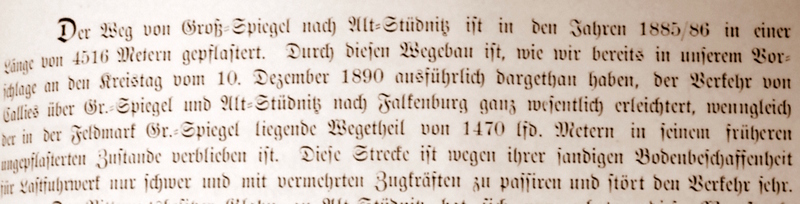 Der Weg von Groß-Spiegel nach Alt-Stüdnitz ist in den Jahren 1885/86 in einer
Länge von 4516 Metern gepflastert. Durch diesen Wegebau ist, wie wir bereits in unserem Vor-
schlage an den Kreistag vom 10. Dezember 1890 ausführlich dargethan haben, der Verkehr von
Callies über Gr.-Spiegel und Alt-Stüdnitz nach Falkenburg ganz wesentlich erleichtert, wenngleich
der in der Feldmark Gr.-Spiegel liegende Wegetheil von 1470 lfd. Metern in seinem früheren
ungepflasterten Zustande verblieben ist. Diese Strecke ist wegen ihrer sandigen Bodenbeschaffenheit
für Lastfuhrwerk nur schwer und mit vermehrten Zugkräften zu passiren und stört den Verkehr sehr.